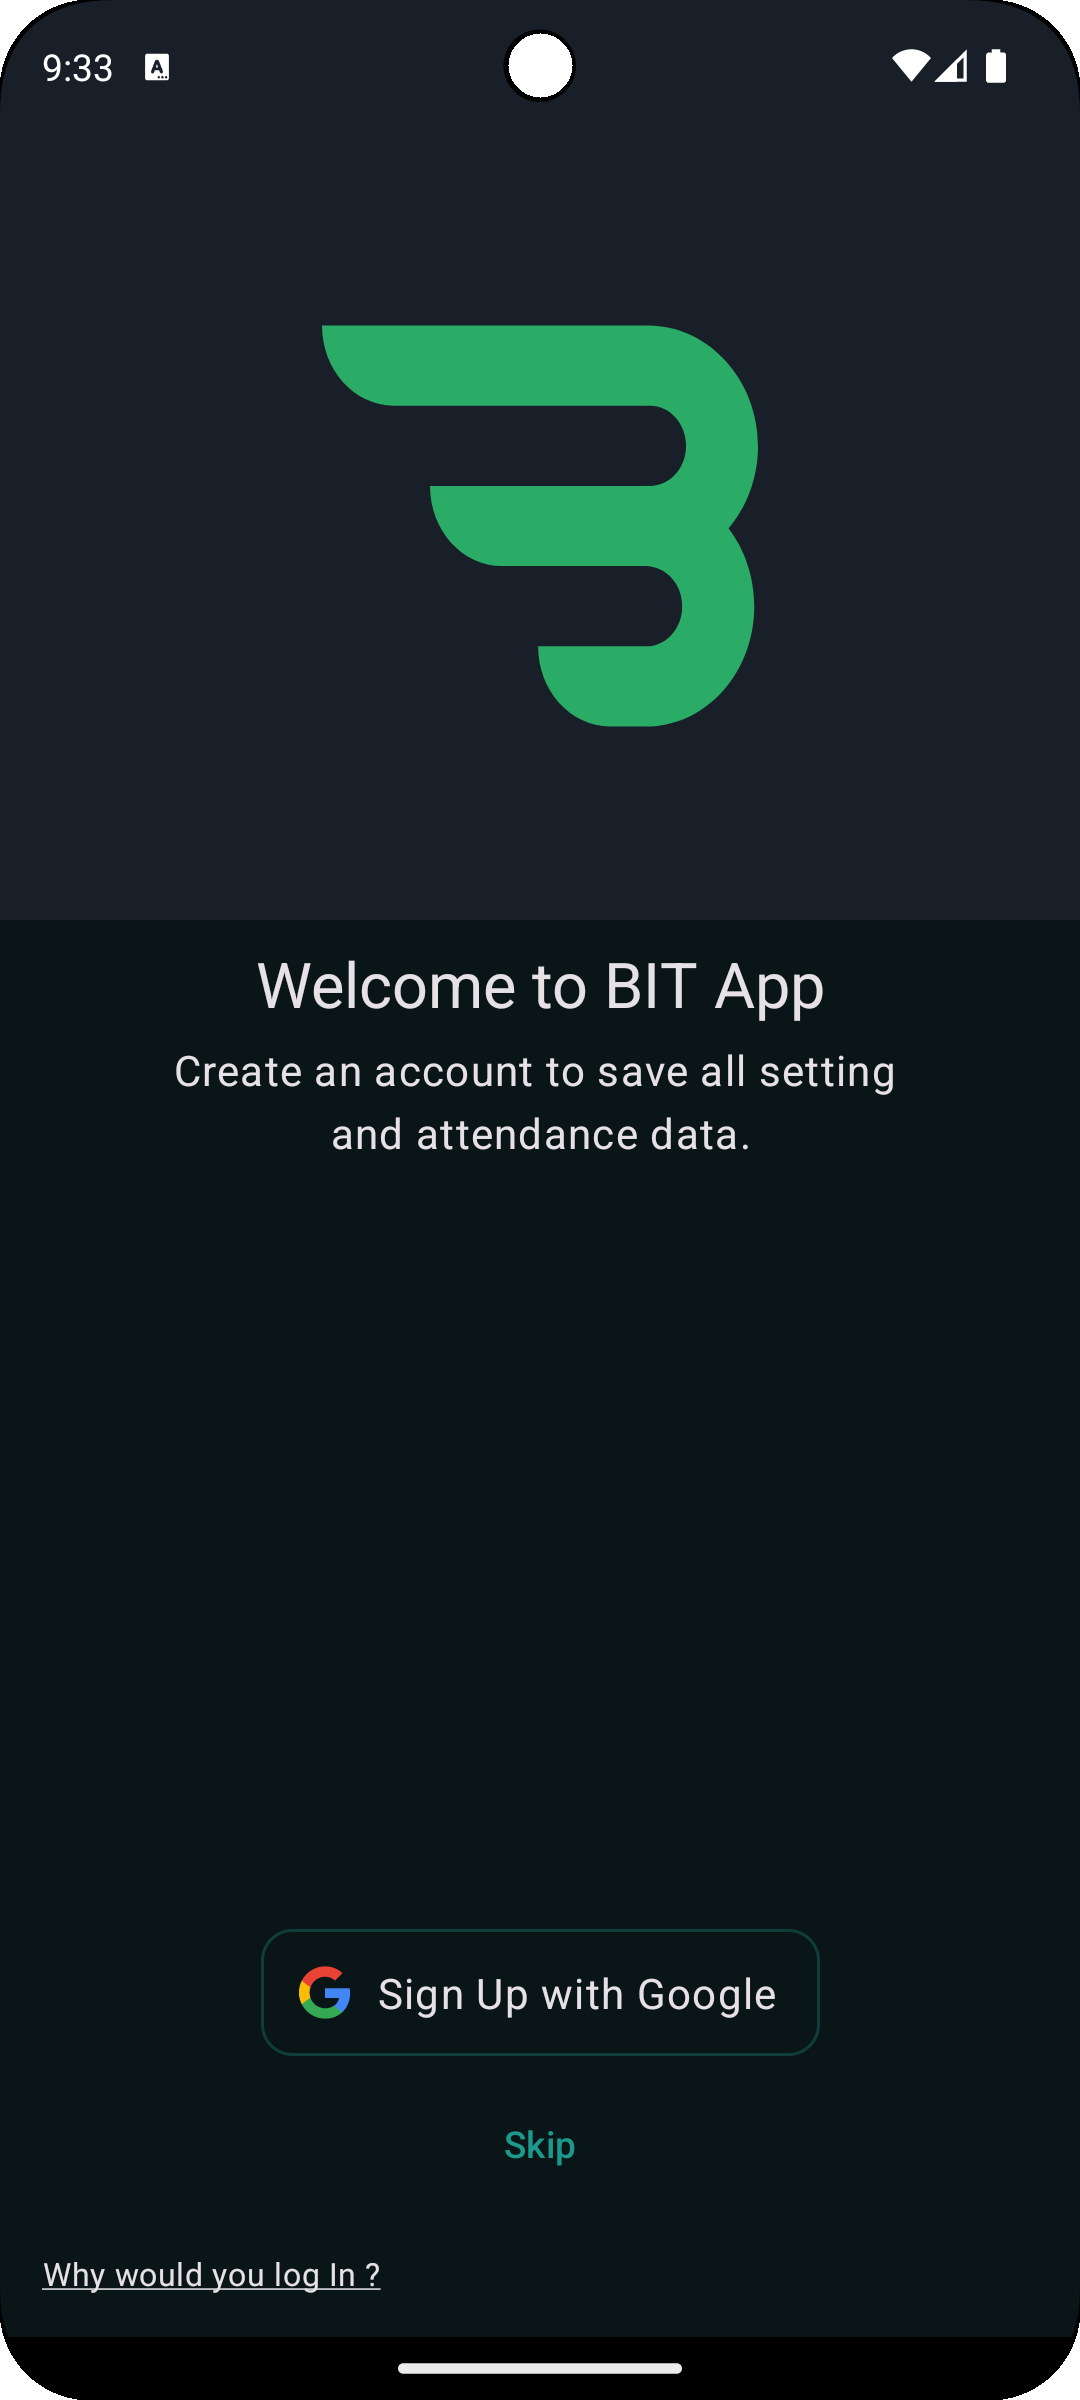 9:33
Welcome to BIT App
Create an account to save all setting
and attendance data.
Sign Up with Google
Skip
Why would you log In ?